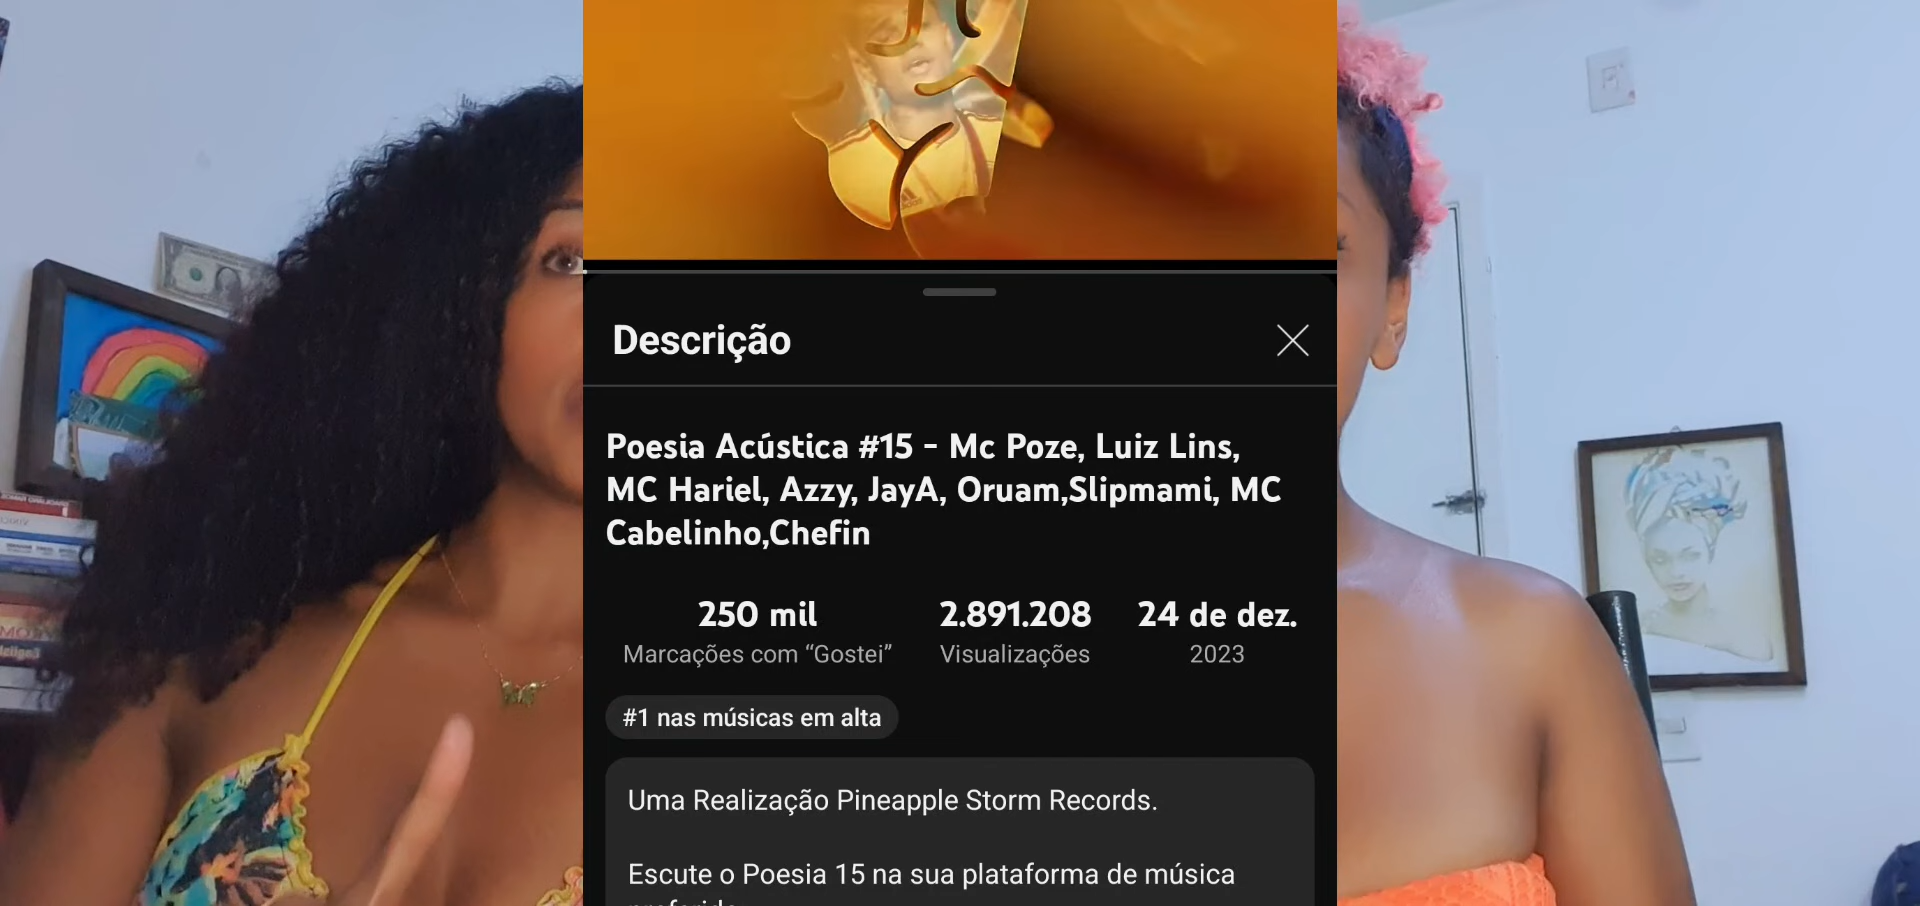 Descrição
Poesia Acústica #15 - Mc Poze, Luiz Lins,
MC Hariel, Azzy, JayA, Oruam,Slipmami, MC
Cabelinho,Chefin
250 mil
Marcações com “Gostei”
2.891.208
Visualizações
24 de dez.
2023
#1 nas músicas em alta
Uma Realização Pineapple Storm Records.
Escute o Poesia 15 na sua plataforma de música